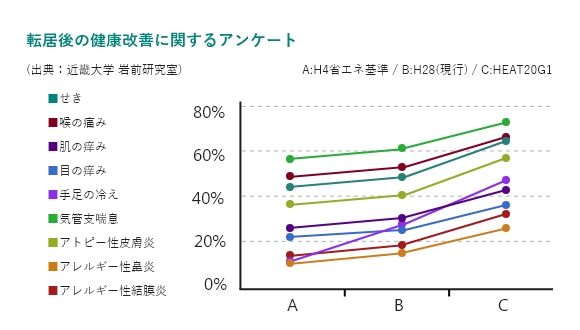 転居後の健康改善に関するアンケート
(出典：近畿大学 岩前研究室)
A:H4省エネ基準 / B:H28(現行) / C:HEAT20G1
せき
喉の痛み
肌の痒み
目の痒み
手足の冷え
気管支喘息
アトピー性皮膚炎
アレルギー性鼻炎
アレルギー性結膜炎
80%
60%
40%
20%
0%
A B C